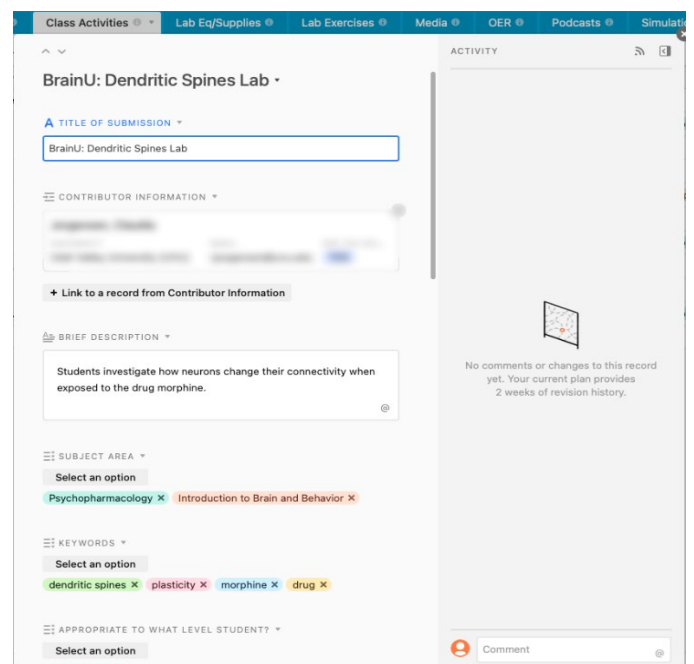 Class Activities Lab Eq/Supplies Lab Exercises Media OER Podcasts Simulatio
BrainU: Dendritic Spines Lab
ACTIVITY
A TITLE OF SUBMISSION
BrainU: Dendritic Spines Lab
CONTRIBUTOR INFORMATION
+ Link to a record from Contributor Information
BRIEF DESCRIPTION
Students investigate how neurons change their connectivity when
exposed to the drug morphine.
@
SUBJECT AREA
Select an option
Psychopharmacology × Introduction to Brain and Behavior ×
KEYWORDS
Select an option
dendritic spines × plasticity × morphine × drug ×
APPROPRIATE TO WHAT LEVEL STUDENT?
Select an option
No comments or changes to this record
yet. Your current plan provides
2 weeks of revision history.
Comment @